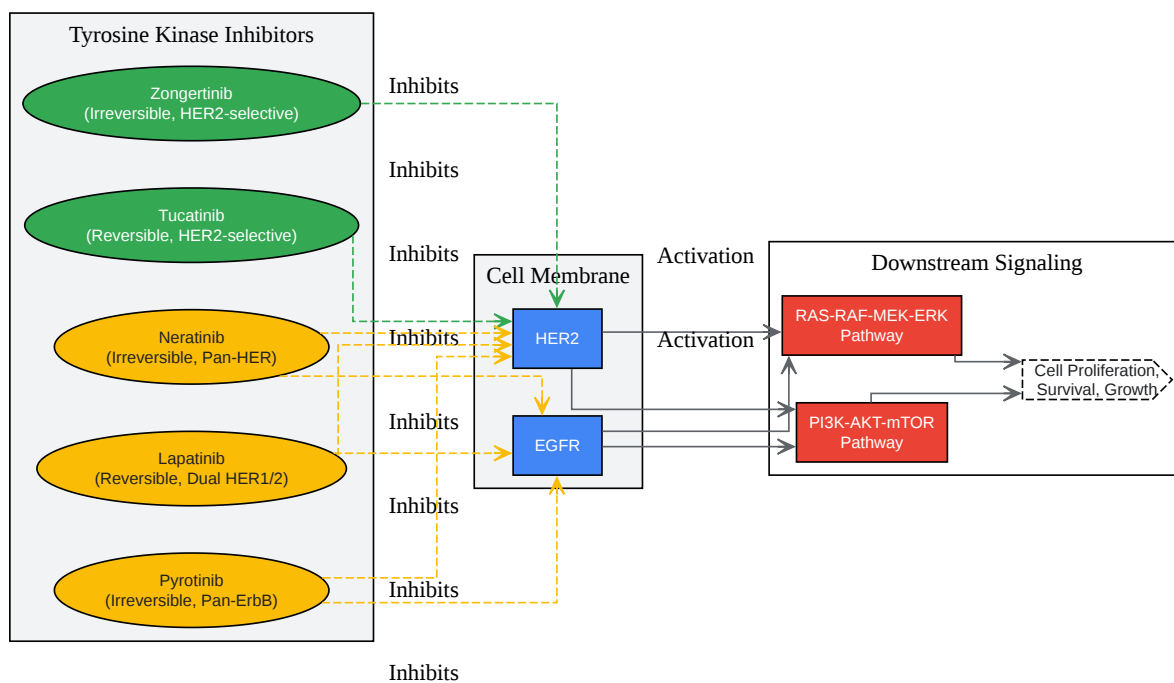 Tyrosine Kinase Inhibitors
Zongertinib
(Irreversible, HER2-selective)
Tucatinib
(Reversible, HER2-selective)
Neratinib
(Irreversible, Pan-HER)
Lapatinib
(Reversible, Dual HER1/2)
Pyrotinib
(Irreversible, Pan-ErbB)
Inhibits
Inhibits
Inhibits
Inhibits
Inhibits
Inhibits
Inhibits
Inhibits
Cell Membrane
HER2
EGFR
Activation
Activation
Downstream Signaling
RAS-RAF-MEK-ERK
Pathway
PI3K-AKT-mTOR
Pathway
Cell Proliferation,
Survival, Growth